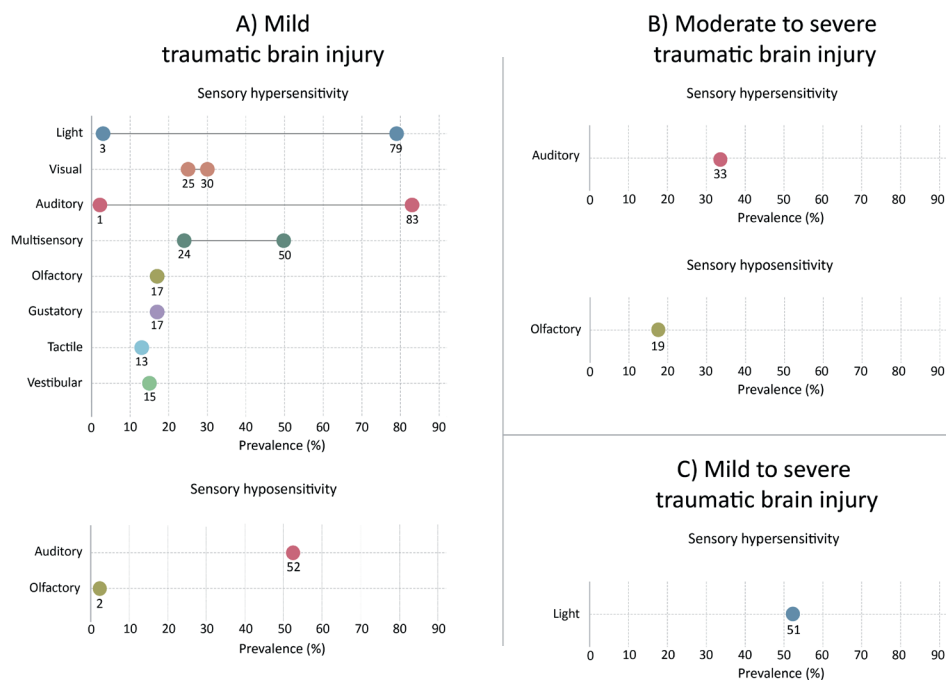 A) Mild
traumatic brain injury
Sensory hypersensitivity
Light
3
79
Visual
25 30
Auditory
1
83
Multisensory
24
50
Olfactory
17
Gustatory
17
Tactile
13
Vestibular
15
0 10 20 30 40 50 60 70 80 90
Prevalence (%)
Sensory hyposensitivity
Auditory
52
Olfactory
2
0 10 20 30 40 50 60 70 80 90
Prevalence (%)
B) Moderate to severe
traumatic brain injury
Sensory hypersensitivity
Auditory
33
0 10 20 30 40 50 60 70 80 90
Prevalence (%)
Sensory hyposensitivity
Olfactory
19
0 10 20 30 40 50 60 70 80 90
Prevalence (%)
C) Mild to severe
traumatic brain injury
Sensory hypersensitivity
Light
51
0 10 20 30 40 50 60 70 80 90
Prevalence (%)